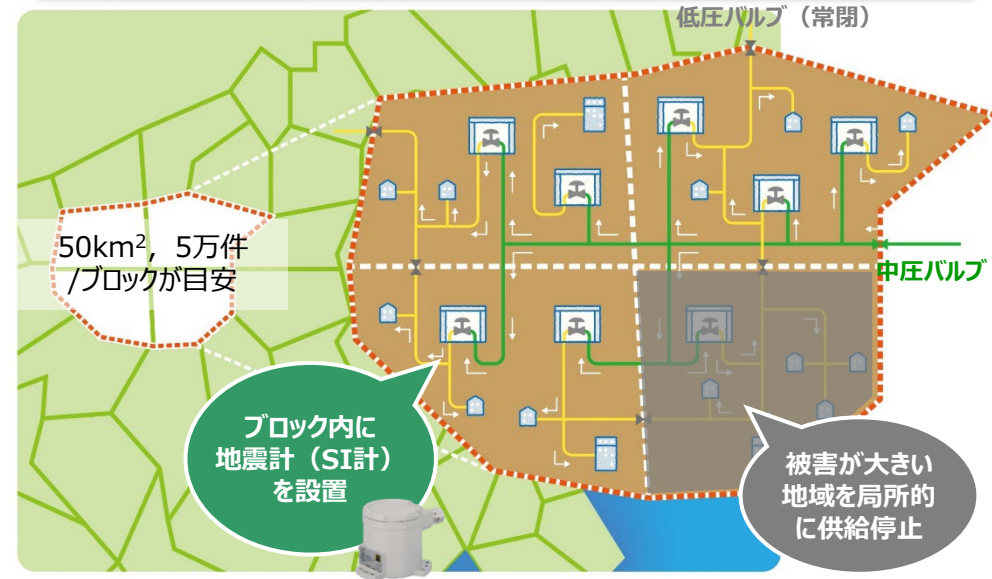 低圧バルブ（常閉）
50km², 5万件
/ブロックが目安
中圧バルブ
ブロック内に
地震計（SI計）
を設置
被害が大きい
地域を局所的
に供給停止